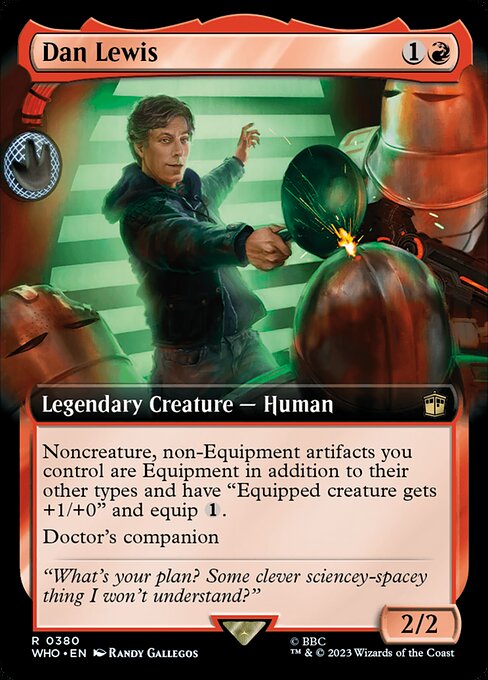 Dan Lewis 1
Legendary Creature — Human
Noncreature, non-Equipment artifacts you
control are Equipment in addition to their
other types and have “Equipped creature gets
+1/+0” and equip 1.
Doctor's companion
“What's your plan? Some clever sciencey-spacey
thing I won't understand?”
2/2
R 0380
WHO • EN Randy Gallegos
© BBC
™ & © 2023 Wizards of the Coast